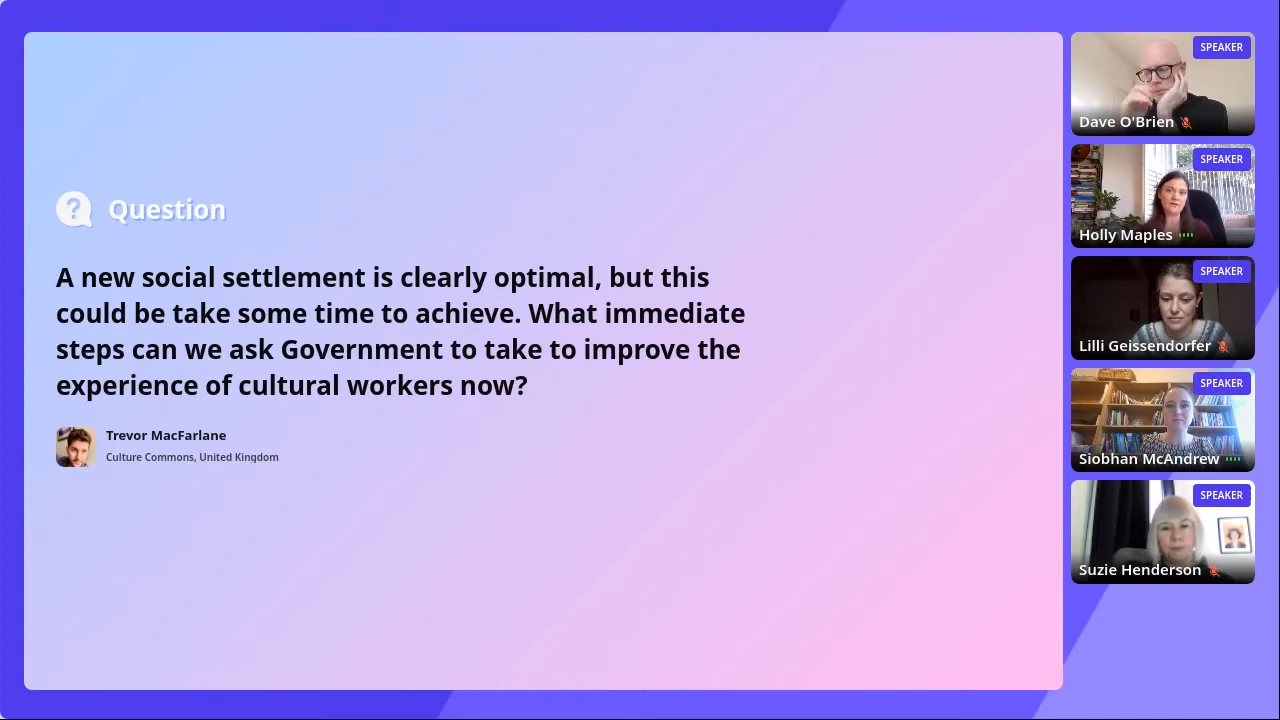 Question
A new social settlement is clearly optimal, but this
could be take some time to achieve. What immediate
steps can we ask Government to take to improve the
experience of cultural workers now?
Trevor MacFarlane
Culture Commons, United Kingdom
SPEAKER
Dave O'Brien
SPEAKER
Holly Maples
SPEAKER
Lilli Geissendorfer
SPEAKER
Siobhan McAndrew
SPEAKER
Suzie Henderson